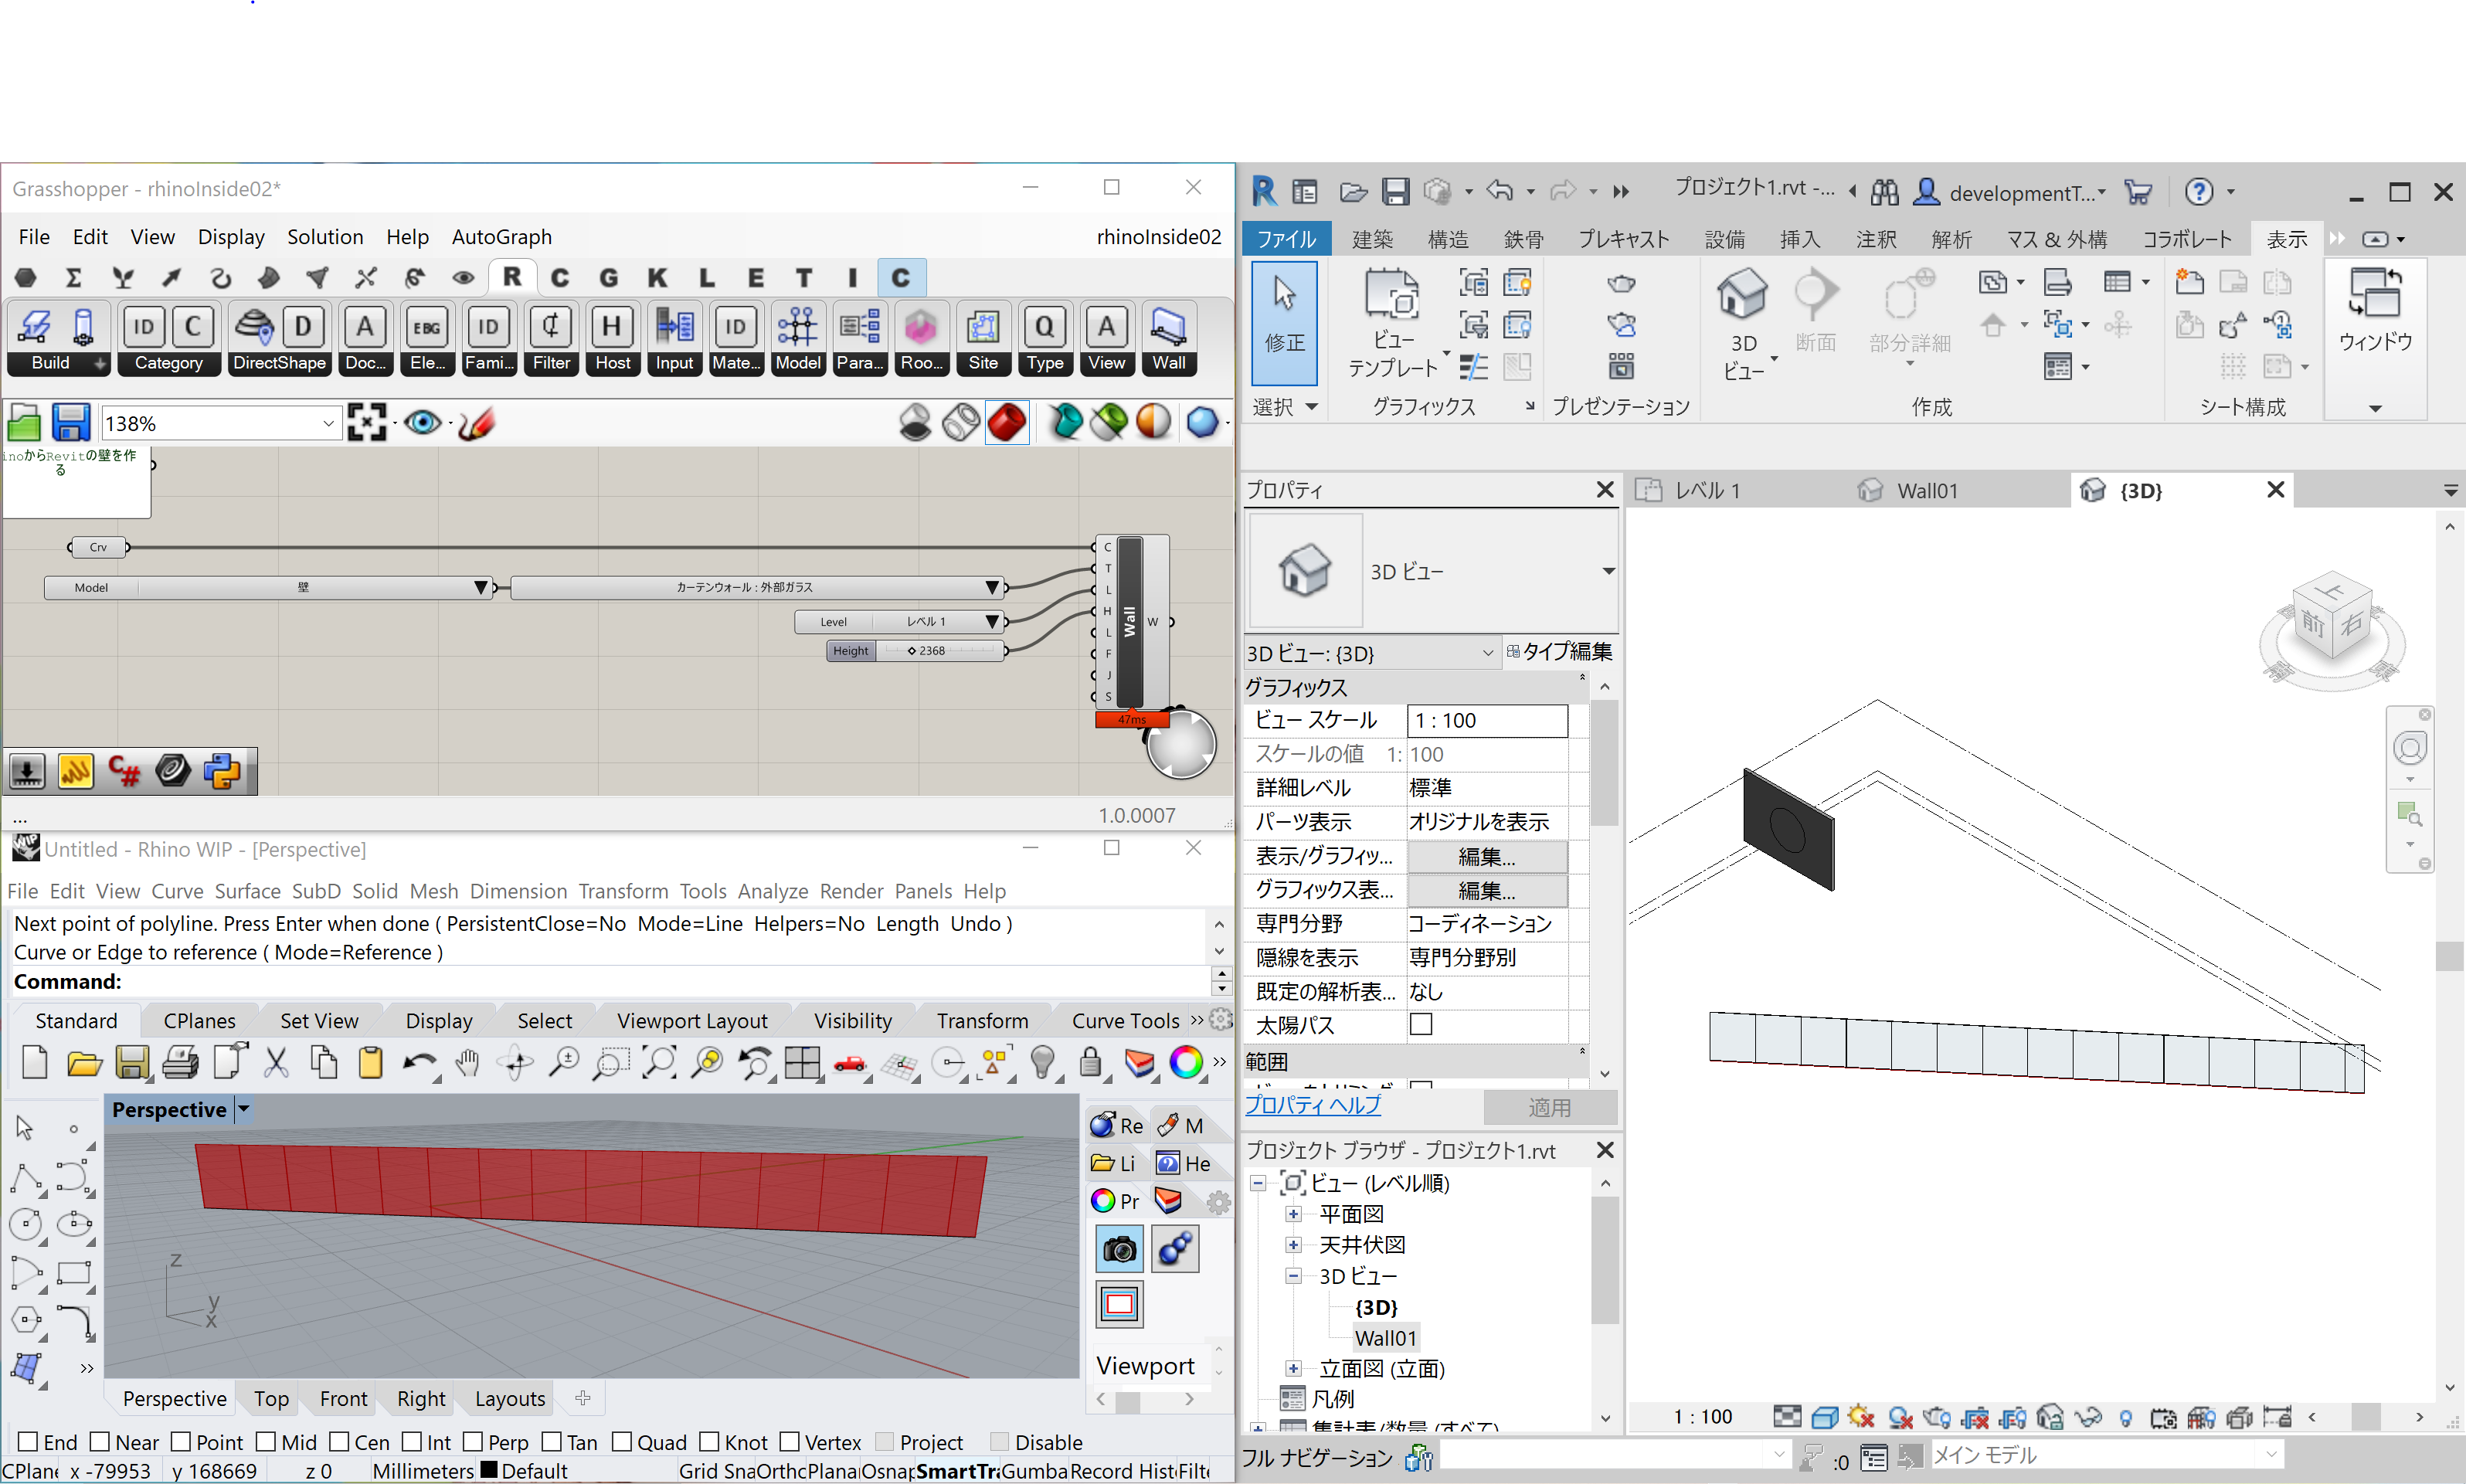 Grasshopper - rhinoInside02*
File Edit View Display Solution Help AutoGraph rhinoInside02
R C G K L E T I C
ID C D A EBG ID ₵ H ID Q A
Build Category DirectShape Doc... Ele... Fami... Filter Host Input Mate... Model Para... Roo... Site Type View Wall
138%
inoからRevitの壁を作
る
Crv
Model 壁
カーテンウォール : 外部ガラス
Level レベル 1
Height ◇ 2368
C
T
L
H
L
F
J
S
Wall
W
47ms
C#
...
1.0.0007
WIP
Untitled - Rhino WIP - [Perspective]
File Edit View Curve Surface SubD Solid Mesh Dimension Transform Tools Analyze Render Panels Help
Next point of polyline. Press Enter when done ( PersistentClose=No Mode=Line Helpers=No Length Undo )
Curve or Edge to reference ( Mode=Reference )
Command:
Standard CPlanes Set View Display Select Viewport Layout Visibility Transform Curve Tools
Perspective
z
y
x
Re M
Li He
Pr
Viewport
Perspective Top Front Right Layouts
End Near Point Mid Cen Int Perp Tan Quad Knot Vertex Project Disable
CPlane x -79953 y 168669 z 0 Millimeters Default Grid Sna Ortho Plana Osnap SmartTra Gumba Record Hist Filte
R プロジェクト1.rvt -... developmentT...
ファイル 建築 構造 鉄骨 プレキャスト 設備 挿入 注釈 解析 マス & 外構 コラボレート 表示
修正
ビュー
テンプレート
3D
ビュー
断面
部分詳細
ウィンドウ
選択 グラフィックス プレゼンテーション 作成 シート構成
プロパティ
レベル 1 Wall01 {3D}
3D ビュー
3D ビュー: {3D} タイプ編集
グラフィックス
ビュー スケール 1 : 100
スケールの値 1: 100
詳細レベル 標準
パーツ表示 オリジナルを表示
表示/グラフィッ... 編集...
グラフィックス表... 編集...
専門分野 コーディネーション
隠線を表示 専門分野別
既定の解析表... なし
太陽パス
範囲
プロパティ ヘルプ 適用
上
前
右
プロジェクト ブラウザ - プロジェクト1.rvt
ビュー (レベル順)
平面図
天井伏図
3D ビュー
{3D}
Wall01
立面図 (立面)
凡例
集計表/数量 (すべて)
1 : 100
フル ナビゲーション :0 メイン モデル